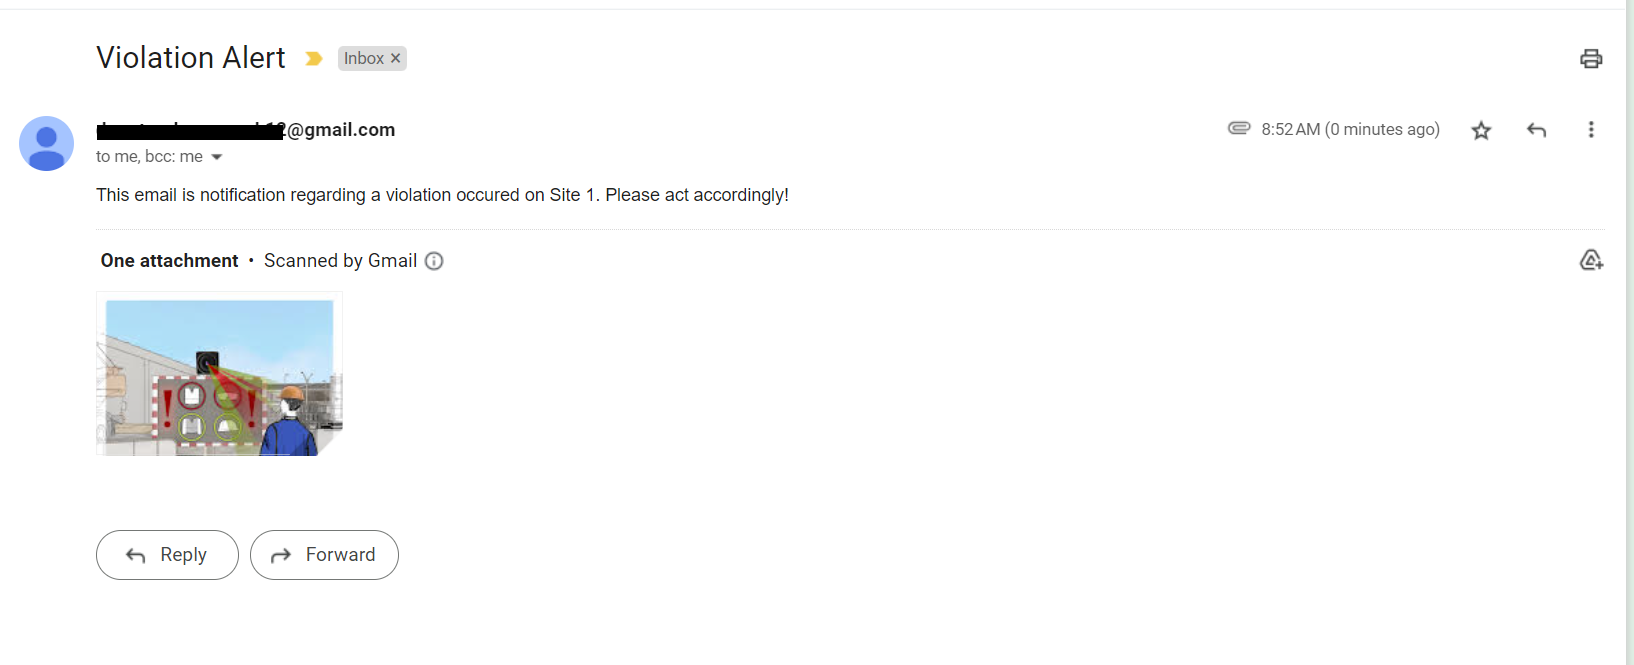 Violation Alert
Inbox ×
@gmail.com
8:52 AM (0 minutes ago)
to me, bcc: me
This email is notification regarding a violation occured on Site 1. Please act accordingly!
One attachment • Scanned by Gmail
Reply
Forward